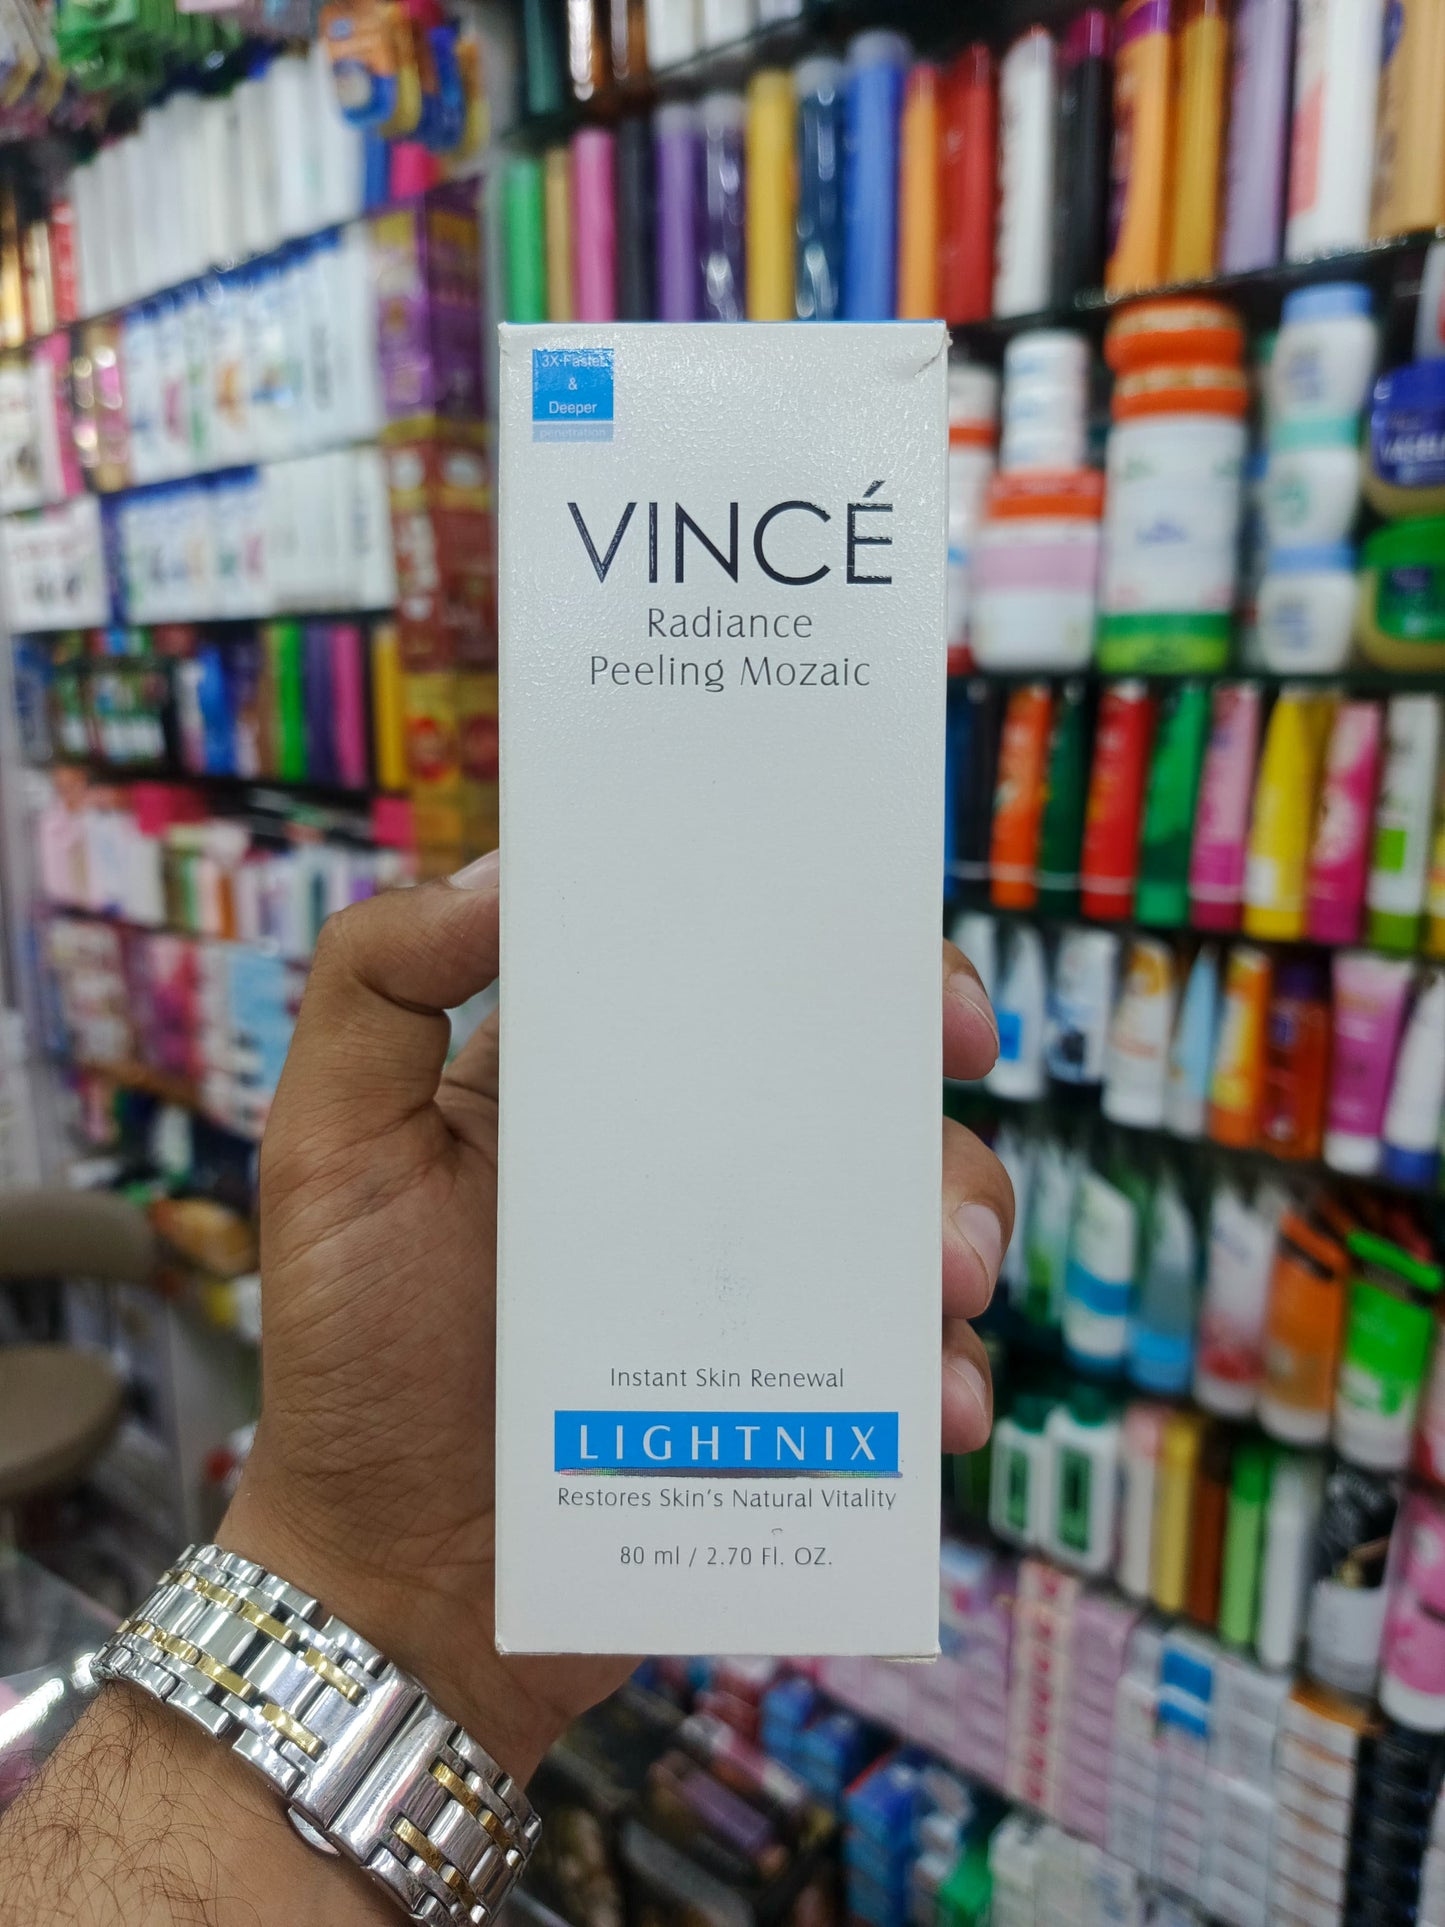 3X Faster
&
Deeper
penetration
VINCÉ
Radiance
Peeling Mozaic
Instant Skin Renewal
LIGHTNIX
Restores Skin's Natural Vitality
80 ml / 2.70 Fl. OZ.